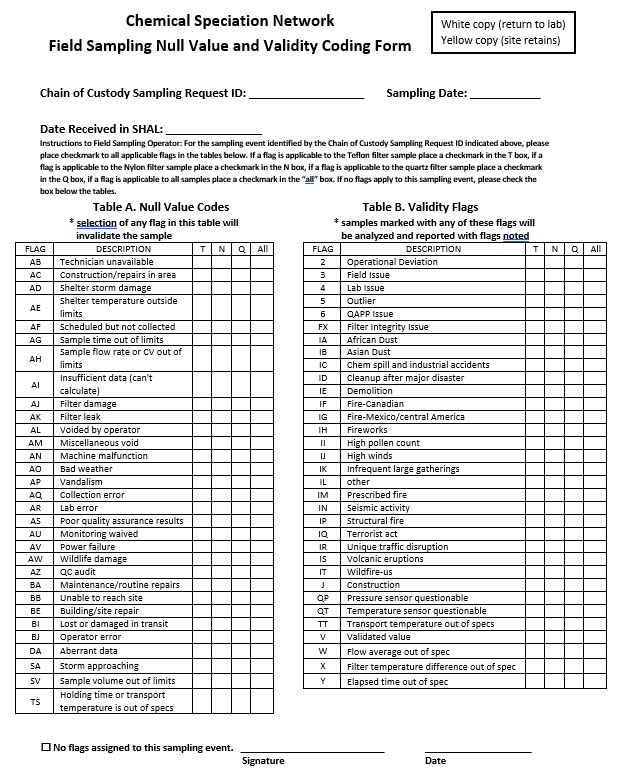 Chemical Speciation Network
Field Sampling Null Value and Validity Coding Form
White copy (return to lab)
Yellow copy (site retains)
Chain of Custody Sampling Request ID: ________________ Sampling Date: __________
Date Received in SHAL: ______________
Instructions to Field Sampling Operator: For the sampling event identified by the Chain of Custody Sampling Request ID indicated above, please
place checkmark to all applicable flags in the tables below. If a flag is applicable to the Teflon filter sample place a checkmark in the T box, if a
flag is applicable to the Nylon filter sample place a checkmark in the N box, if a flag is applicable to the quartz filter sample place a checkmark
in the Q box, if a flag is applicable to all samples place a checkmark in the "all" box. If no flags apply to this sampling event, please check the
box below the tables.
Table A. Null Value Codes
* selection of any flag in this table will
invalidate the sample
FLAG DESCRIPTION T N Q All
AB Technician unavailable
AC Construction/repairs in area
AD Shelter storm damage
AE Shelter temperature outside
limits
AF Scheduled but not collected
AG Sample time out of limits
AH Sample flow rate or CV out of
limits
AI Insufficient data (can't
calculate)
AJ Filter damage
AK Filter leak
AL Voided by operator
AM Miscellaneous void
AN Machine malfunction
AO Bad weather
AP Vandalism
AQ Collection error
AR Lab error
AS Poor quality assurance results
AU Monitoring waived
AV Power failure
AW Wildlife damage
AZ QC audit
BA Maintenance/routine repairs
BB Unable to reach site
BE Building/site repair
BI Lost or damaged in transit
BJ Operator error
DA Aberrant data
SA Storm approaching
SV Sample volume out of limits
TS Holding time or transport
temperature is out of specs
Table B. Validity Flags
* samples marked with any of these flags will
be analyzed and reported with flags noted
FLAG DESCRIPTION T N Q All
2 Operational Deviation
3 Field Issue
4 Lab Issue
5 Outlier
6 QAPP Issue
FX Filter Integrity Issue
IA African Dust
IB Asian Dust
IC Chem spill and industrial accidents
ID Cleanup after major disaster
IE Demolition
IF Fire-Canadian
IG Fire-Mexico/central America
IH Fireworks
II High pollen count
IJ High winds
IK Infrequent large gatherings
IL other
IM Prescribed fire
IN Seismic activity
IP Structural fire
IQ Terrorist act
IR Unique traffic disruption
IS Volcanic eruptions
IT Wildfire-us
J Construction
QP Pressure sensor questionable
QT Temperature sensor questionable
TT Transport temperature out of specs
V Validated value
W Flow average out of spec
X Filter temperature difference out of spec
Y Elapsed time out of spec
☐ No flags assigned to this sampling event. ____________________ _______________
Signature Date